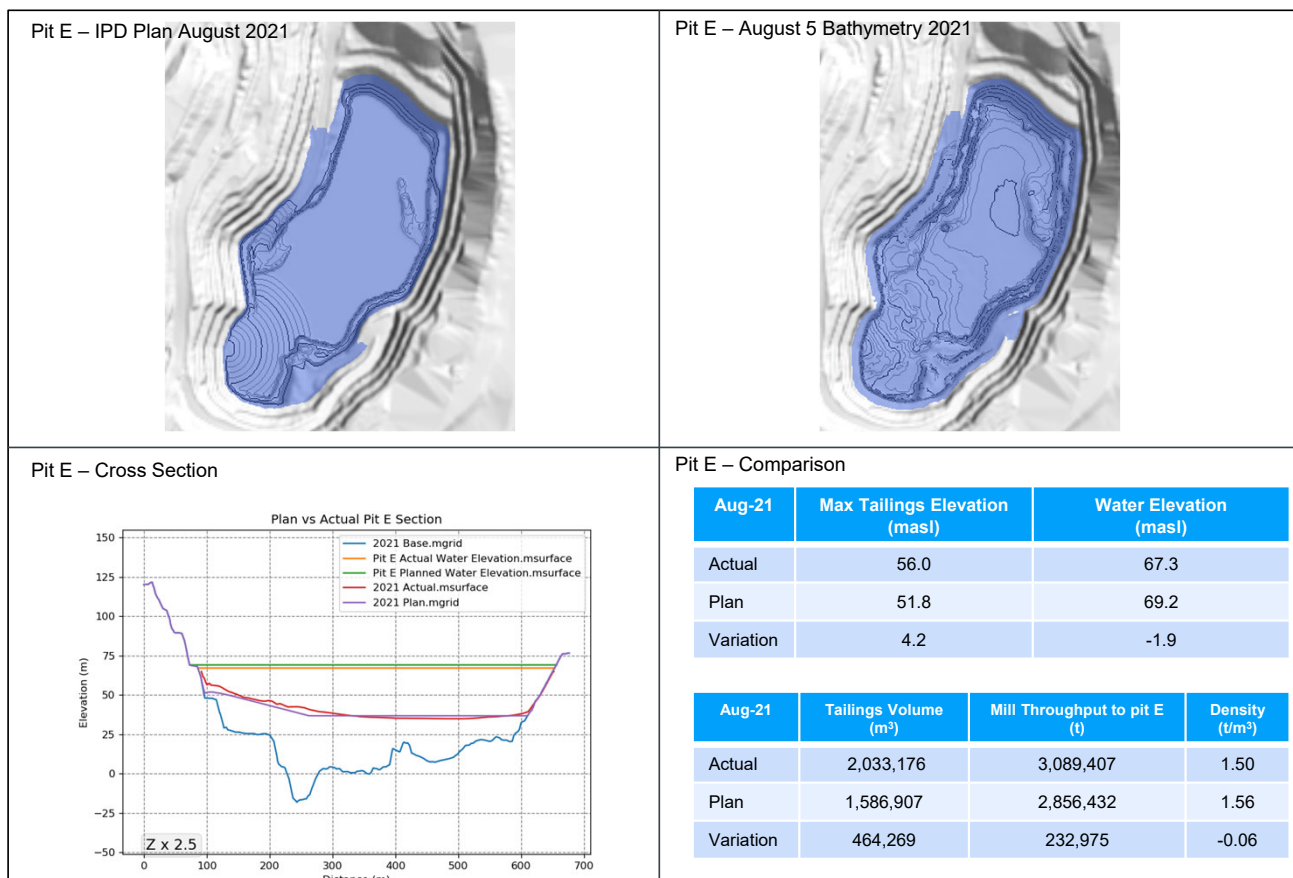 Pit E – IPD Plan August 2021
Pit E – August 5 Bathymetry 2021
Pit E – Cross Section
Plan vs Actual Pit E Section
2021 Base.mgrid
Pit E Actual Water Elevation.msurface
Pit E Planned Water Elevation.msurface
2021 Actual.msurface
2021 Plan.mgrid
Elevation (m)
150
125
100
75
50
25
0
−25
−50
Z x 2.5
0 100 200 300 400 500 600 700
Distance (m)
Pit E – Comparison
Aug-21 Max Tailings Elevation (masl) Water Elevation (masl)
Actual 56.0 67.3
Plan 51.8 69.2
Variation 4.2 -1.9
Aug-21 Tailings Volume (m³) Mill Throughput to pit E (t) Density (t/m³)
Actual 2,033,176 3,089,407 1.50
Plan 1,586,907 2,856,432 1.56
Variation 464,269 232,975 -0.06